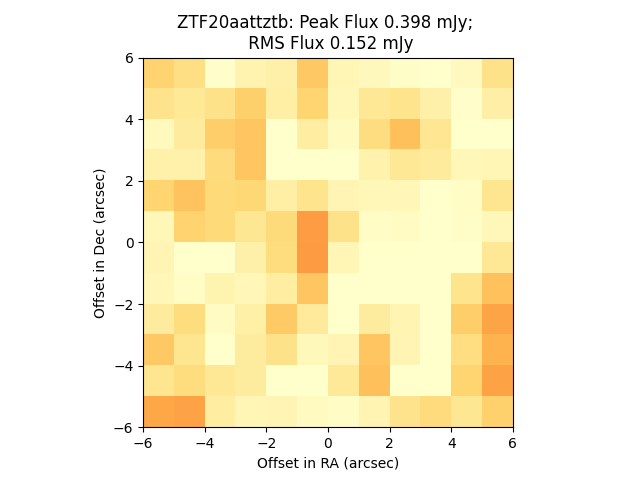 ZTF20aattztb: Peak Flux 0.398 mJy;
RMS Flux 0.152 mJy
6
4
2
0
−2
−4
−6
Offset in Dec (arcsec)
−6 −4 −2 0 2 4 6
Offset in RA (arcsec)